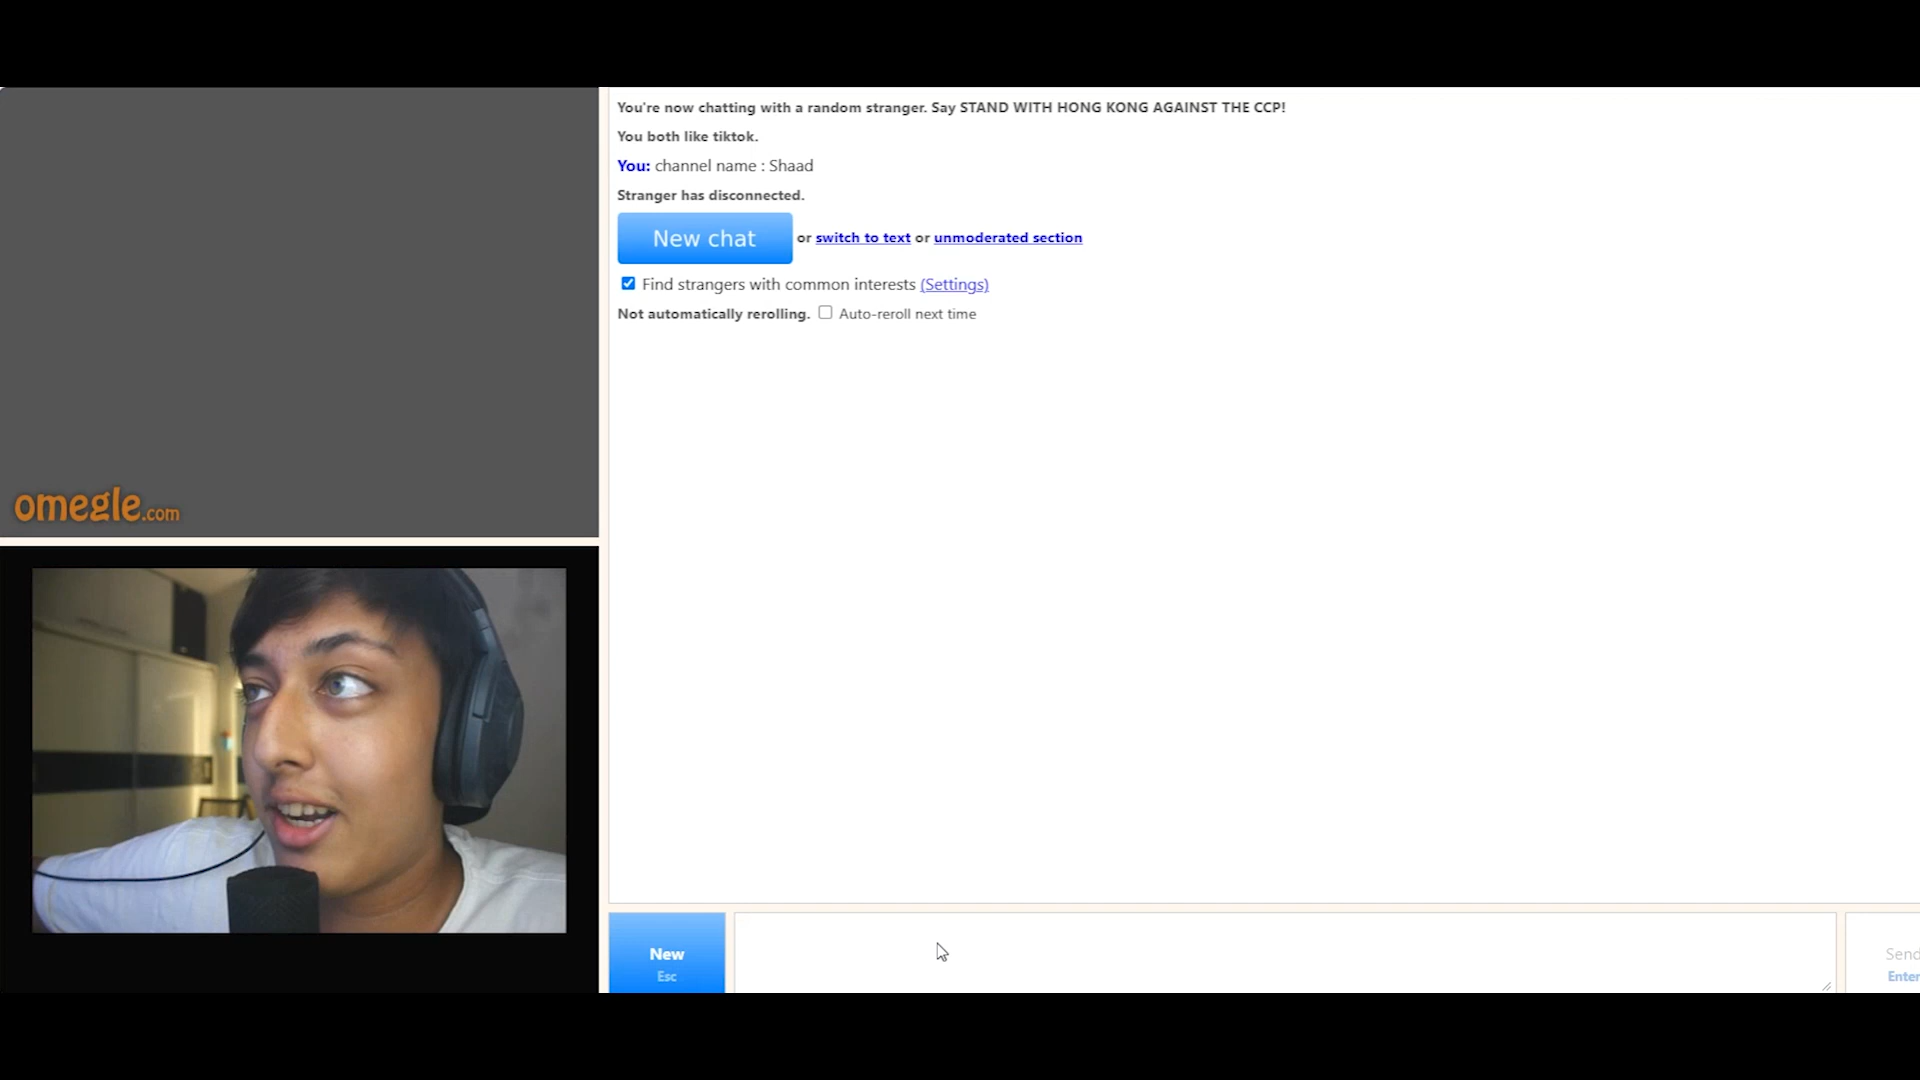 You're now chatting with a random stranger. Say STAND WITH HONG KONG AGAINST THE CCP!
You both like tiktok.
You: channel name : Shaad
Stranger has disconnected.
New chat or switch to text or unmoderated section
Find strangers with common interests (Settings)
Not automatically rerolling. Auto-reroll next time
omegle.com
New
Esc
Send
Enter